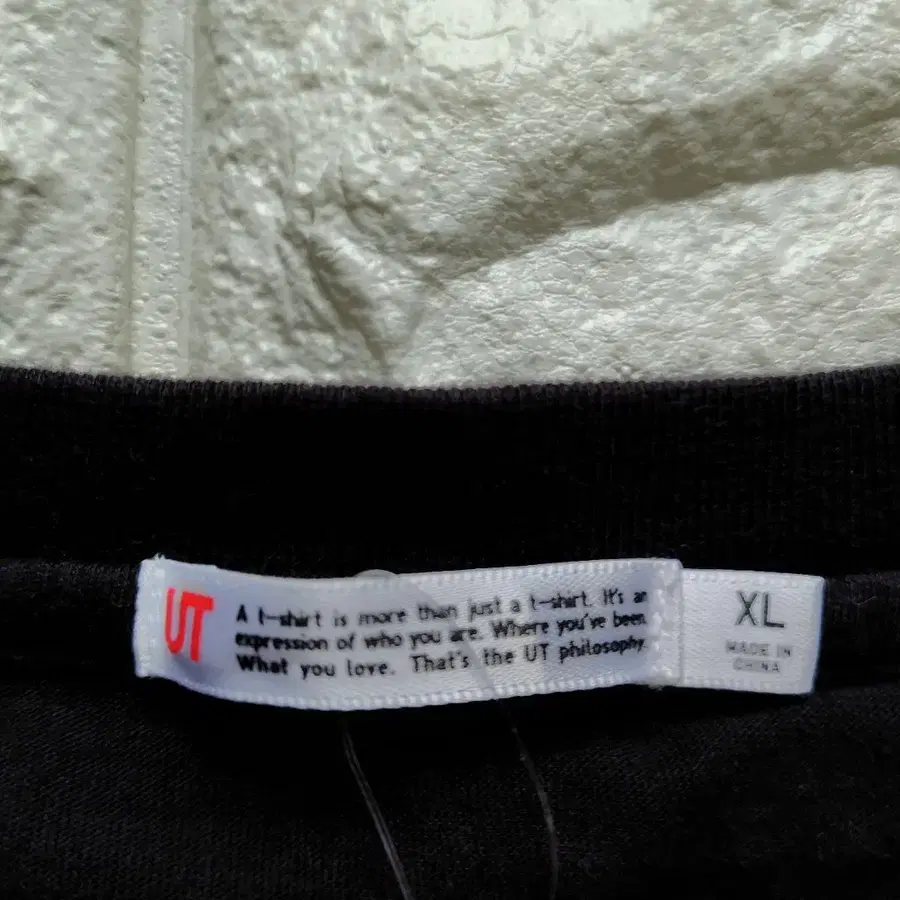 UT
A t-shirt is more than just a t-shirt. It's an
expression of who you are. Where you've been.
What you love. That's the UT philosophy.
XL
MADE IN
CHINA